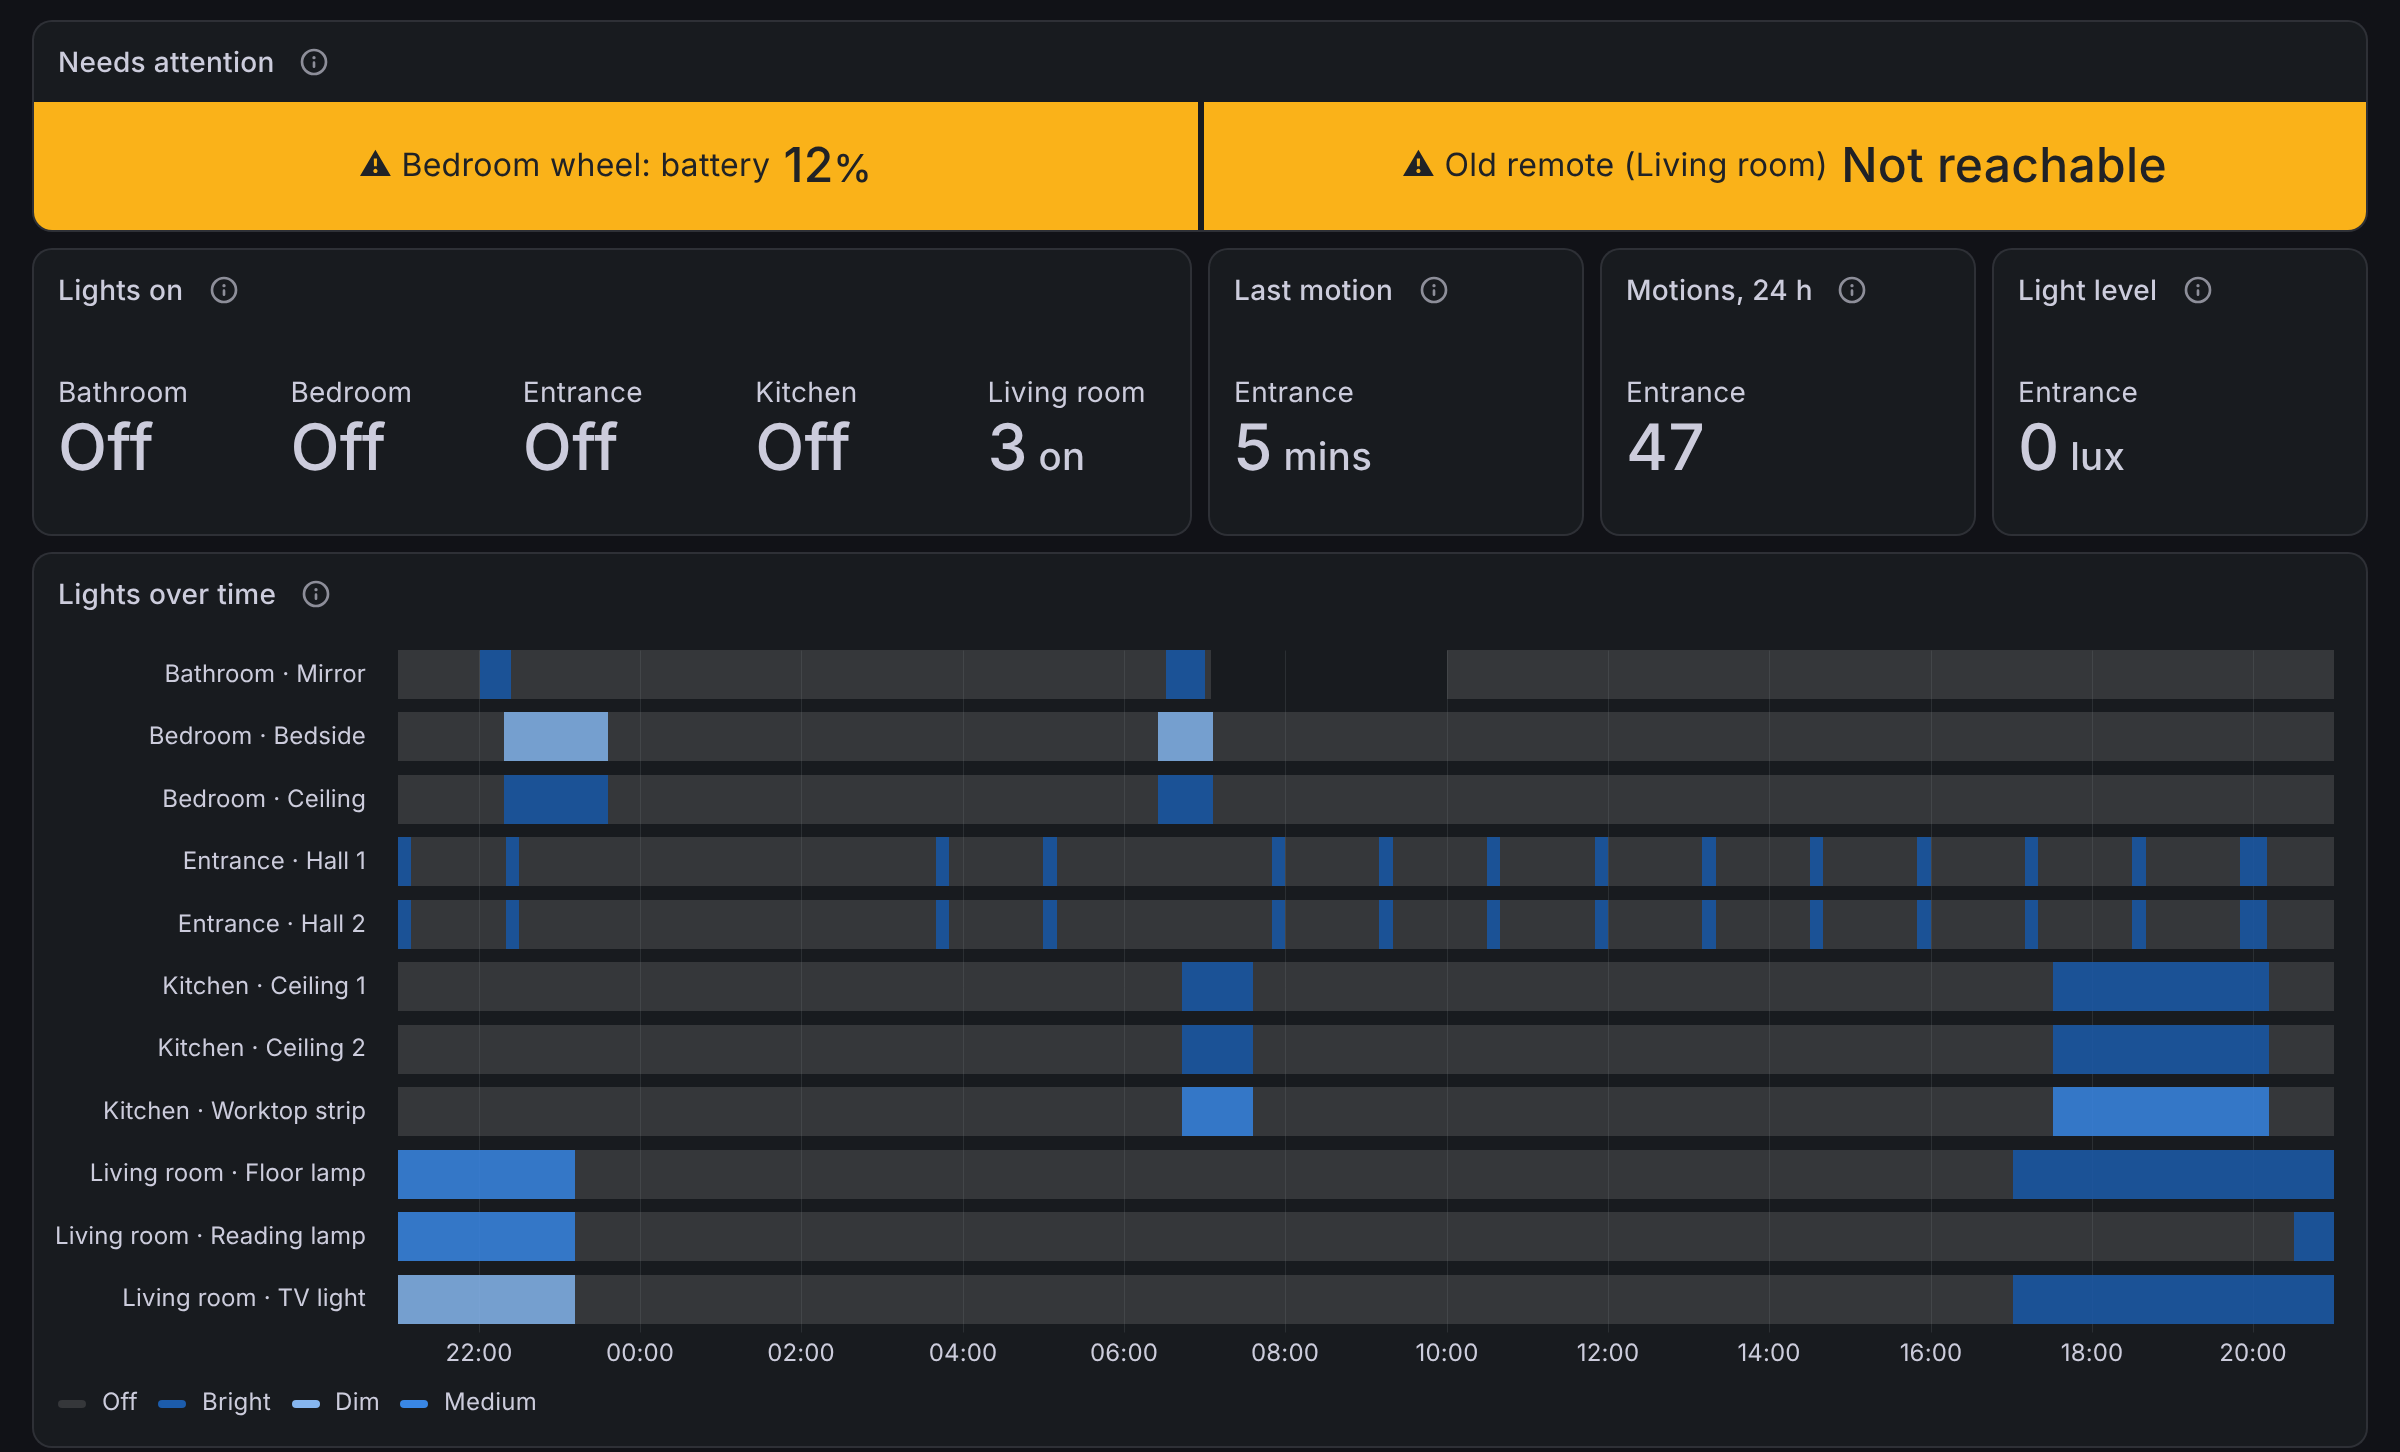 Needs attention
Bedroom wheel: battery 12%
Old remote (Living room) Not reachable
Lights on
Bathroom
Off
Bedroom
Off
Entrance
Off
Kitchen
Off
Living room
3 on
Last motion
Entrance
5 mins
Motions, 24 h
Entrance
47
Light level
Entrance
0 lux
Lights over time
Bathroom · Mirror
Bedroom · Bedside
Bedroom · Ceiling
Entrance · Hall 1
Entrance · Hall 2
Kitchen · Ceiling 1
Kitchen · Ceiling 2
Kitchen · Worktop strip
Living room · Floor lamp
Living room · Reading lamp
Living room · TV light
22:00 00:00 02:00 04:00 06:00 08:00 10:00 12:00 14:00 16:00 18:00 20:00
Off Bright Dim Medium